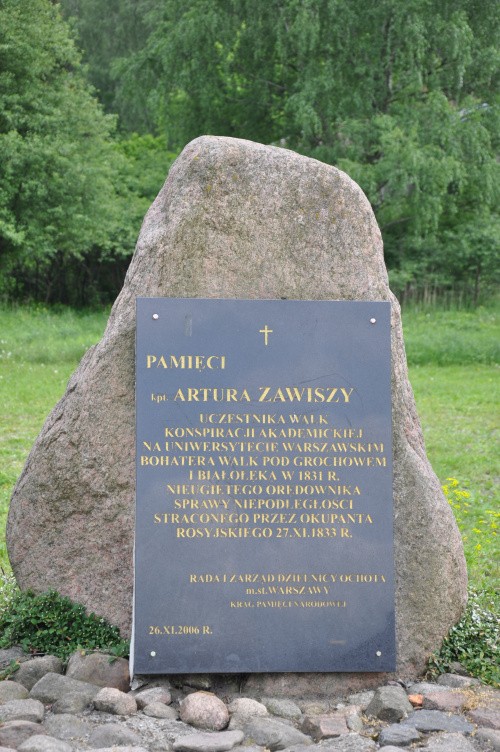 PAMIĘCI
kpt. ARTURA ZAWISZY
UCZESTNIKA WALK
KONSPIRACJI AKADEMICKIEJ
NA UNIWERSYTECIE WARSZAWSKIM
BOHATERA WALK POD GROCHOWEM
I BIAŁOŁĘKĄ W 1831 R.
NIEUGIĘTEGO ORĘDOWNIKA
SPRAWY NIEPODLEGŁOŚCI
STRACONEGO PRZEZ OKUPANTA
ROSYJSKIEGO 27.XI.1833 R.
RADA I ZARZĄD DZIELNICY OCHOTA
m.st. WARSZAWA
KRĄG PAMIĘCI NARODOWEJ
26.XI.2006 R.